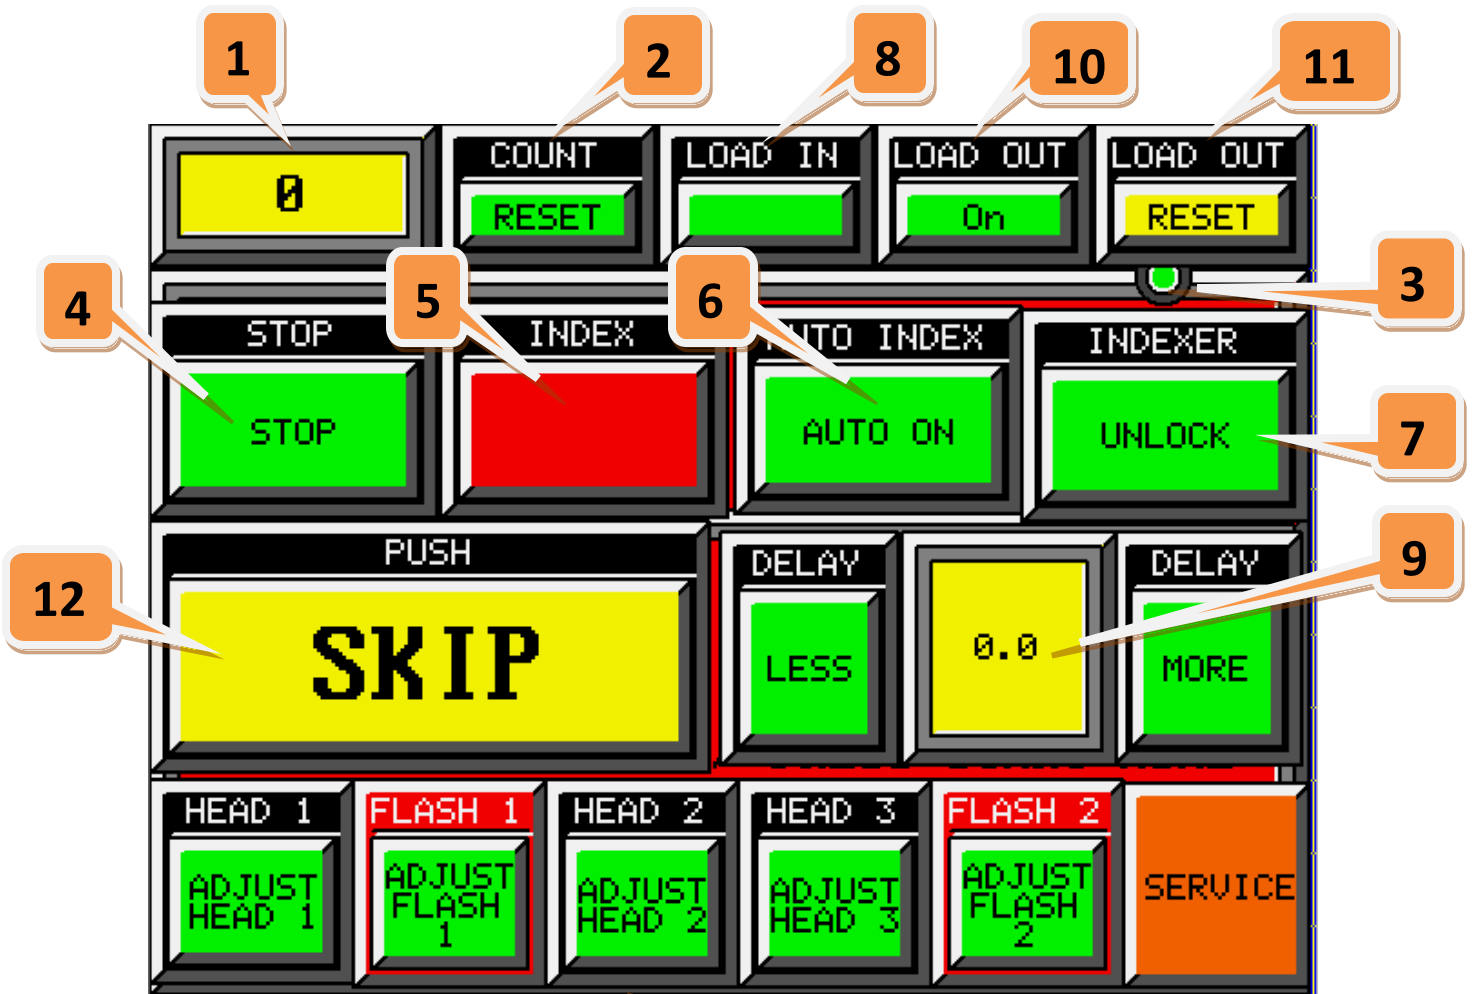 1
2
8
10
11
0
COUNT
RESET
LOAD IN
LOAD OUT
On
LOAD OUT
RESET
3
4
5
6
STOP
STOP
INDEX
AUTO INDEX
AUTO ON
INDEXER
UNLOCK
7
12
PUSH
SKIP
DELAY
LESS
0.0
DELAY
MORE
9
HEAD 1
ADJUST
HEAD 1
FLASH 1
ADJUST
FLASH
1
HEAD 2
ADJUST
HEAD 2
HEAD 3
ADJUST
HEAD 3
FLASH 2
ADJUST
FLASH
2
SERVICE